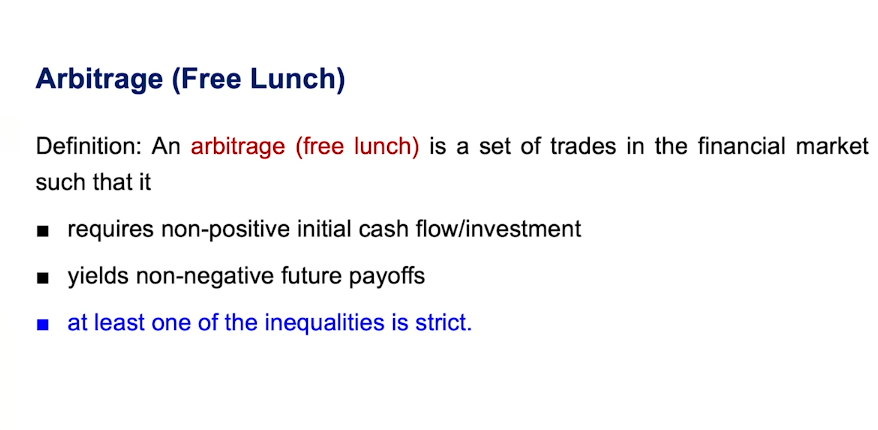 Arbitrage (Free Lunch)
Definition: An arbitrage (free lunch) is a set of trades in the financial market
such that it
■ requires non-positive initial cash flow/investment
■ yields non-negative future payoffs
■ at least one of the inequalities is strict.